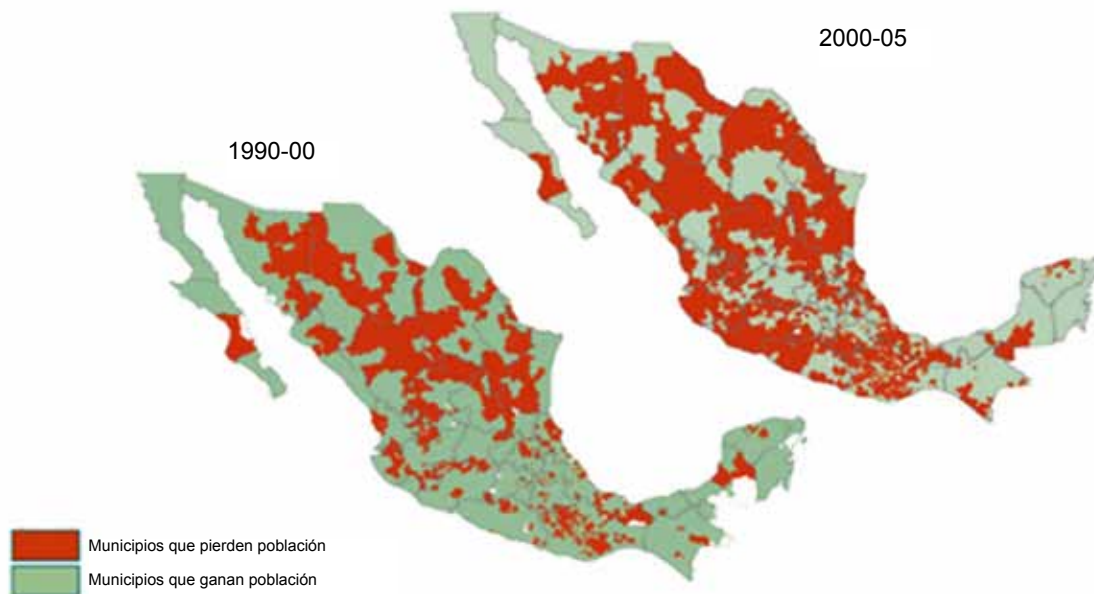 2000-05
1990-00
Municipios que pierden población
Municipios que ganan población